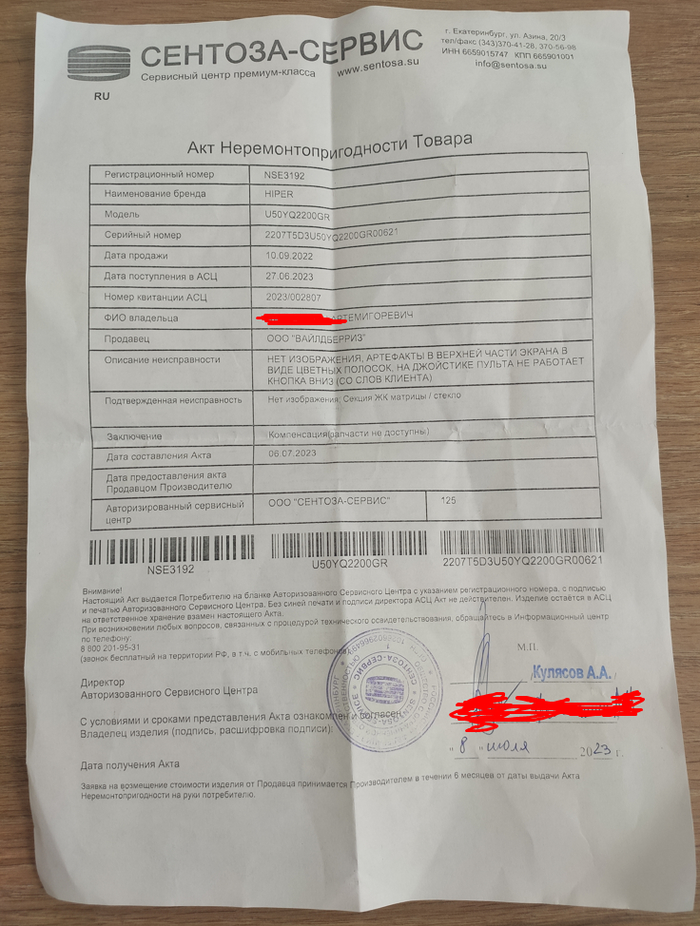 СЕНТОЗА-СЕРВИС
Сервисный центр премиум-класса
www.sentosa.su
г. Екатеринбург, ул. Азина, 20/3
тел/факс (343)370-41-28, 370-56-98
ИНН 6659015747 КПП 665901001
info@sentosa.su
RU
Акт Неремонтопригодности Товара
Регистрационный номер NSE3192
Наименование бренда HIPER
Модель U50YQ2200GR
Серийный номер 2207T5D3U50YQ2200GR00621
Дата продажи 10.09.2022
Дата поступления в АСЦ 27.06.2023
Номер квитанции АСЦ 2023/002807
ФИО владельца АРТЕМИГОРЕВИЧ
Продавец ООО "ВАЙЛДБЕРРИЗ"
Описание неисправности НЕТ ИЗОБРАЖЕНИЯ, АРТЕФАКТЫ В ВЕРХНЕЙ ЧАСТИ ЭКРАНА В
ВИДЕ ЦВЕТНЫХ ПОЛОСОК, НА ДЖОЙСТИКЕ ПУЛЬТА НЕ РАБОТАЕТ
КНОПКА ВНИЗ (СО СЛОВ КЛИЕНТА)
Подтвержденная неисправность Нет изображения; Секция ЖК матрицы / стекло
Заключение Компенсация(запчасти не доступны)
Дата составления Акта 06.07.2023
Дата предоставления акта
Продавцом Производителю
Авторизированный сервисный
центр
ООО "СЕНТОЗА-СЕРВИС" 125
NSE3192 U50YQ2200GR 2207T5D3U50YQ2200GR00621
Внимание!
Настоящий Акт выдается Потребителю на бланке Авторизованного Сервисного Центра с указанием регистрационного номера, с подписью
и печатью Авторизованного Сервисного Центра. Без синей печати и подписи директора АСЦ Акт не действителен. Изделие остаётся в АСЦ
на ответственное хранение взамен настоящего Акта.
При возникновении любых вопросов, связанных с процедурой технического освидетельствования, обращайтесь в Информационный центр
по телефону:
8 800 201-95-31
(звонок бесплатный на территории РФ, в т.ч. с мобильных телефонов)
М.П.
Директор
Авторизованного Сервисного Центра
Кулясов А.А.
С условиями и сроками представления Акта ознакомлен и согласен,
Владелец изделия (подпись, расшифровка подписи):
Дата получения Акта
"8" июля 2023 г.
Заявка на возмещение стоимости изделия от Продавца принимается Производителем в течении 6 месяцев от даты выдачи Акта
Неремонтопригодности на руки потребителю.